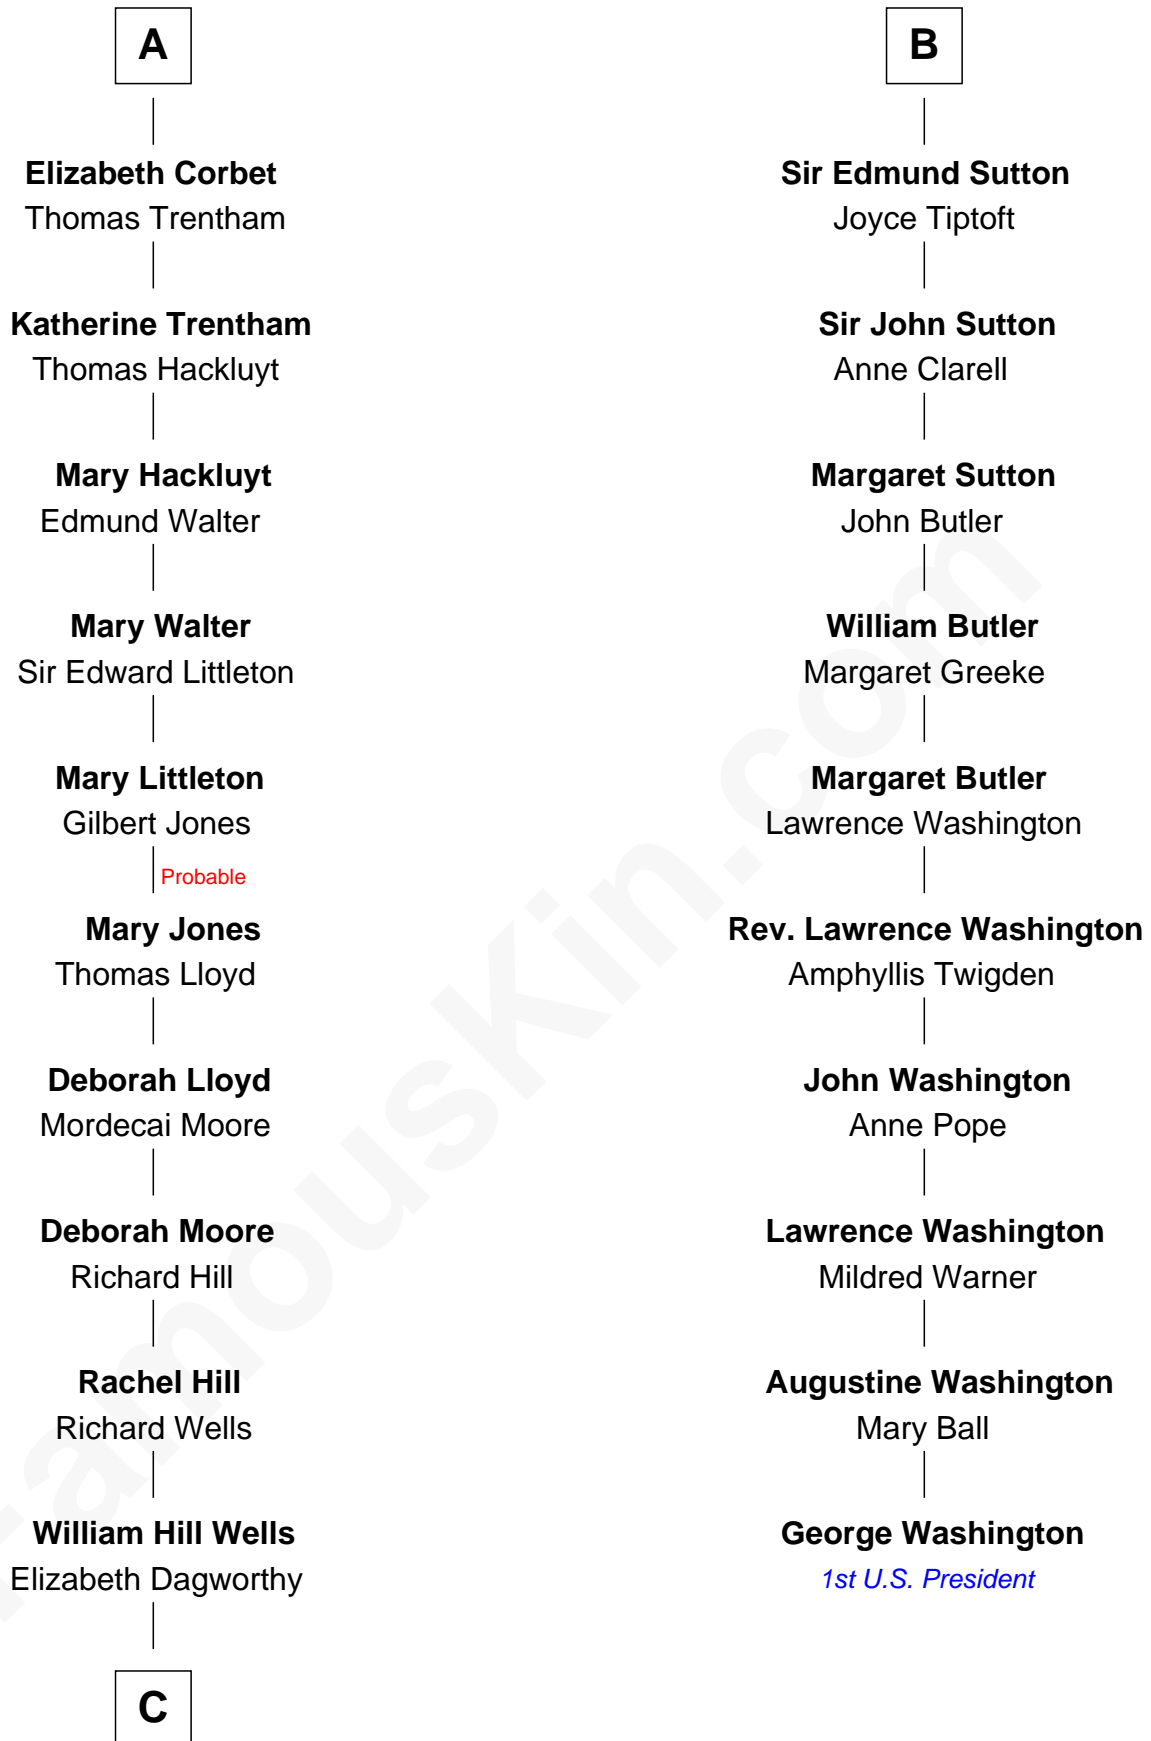 A
Elizabeth Corbet
Thomas Trentham
Katherine Trentham
Thomas Hackluyt
Mary Hackluyt
Edmund Walter
Mary Walter
Sir Edward Littleton
Mary Littleton
Gilbert Jones
Probable
Mary Jones
Thomas Lloyd
Deborah Lloyd
Mordecai Moore
Deborah Moore
Richard Hill
Rachel Hill
Richard Wells
William Hill Wells
Elizabeth Dagworthy
C
B
Sir Edmund Sutton
Joyce Tiptoft
Sir John Sutton
Anne Clarell
Margaret Sutton
John Butler
William Butler
Margaret Greeke
Margaret Butler
Lawrence Washington
Rev. Lawrence Washington
Amphyllis Twigden
John Washington
Anne Pope
Lawrence Washington
Mildred Warner
Augustine Washington
Mary Ball
George Washington
1st U.S. President
FamousKin.com